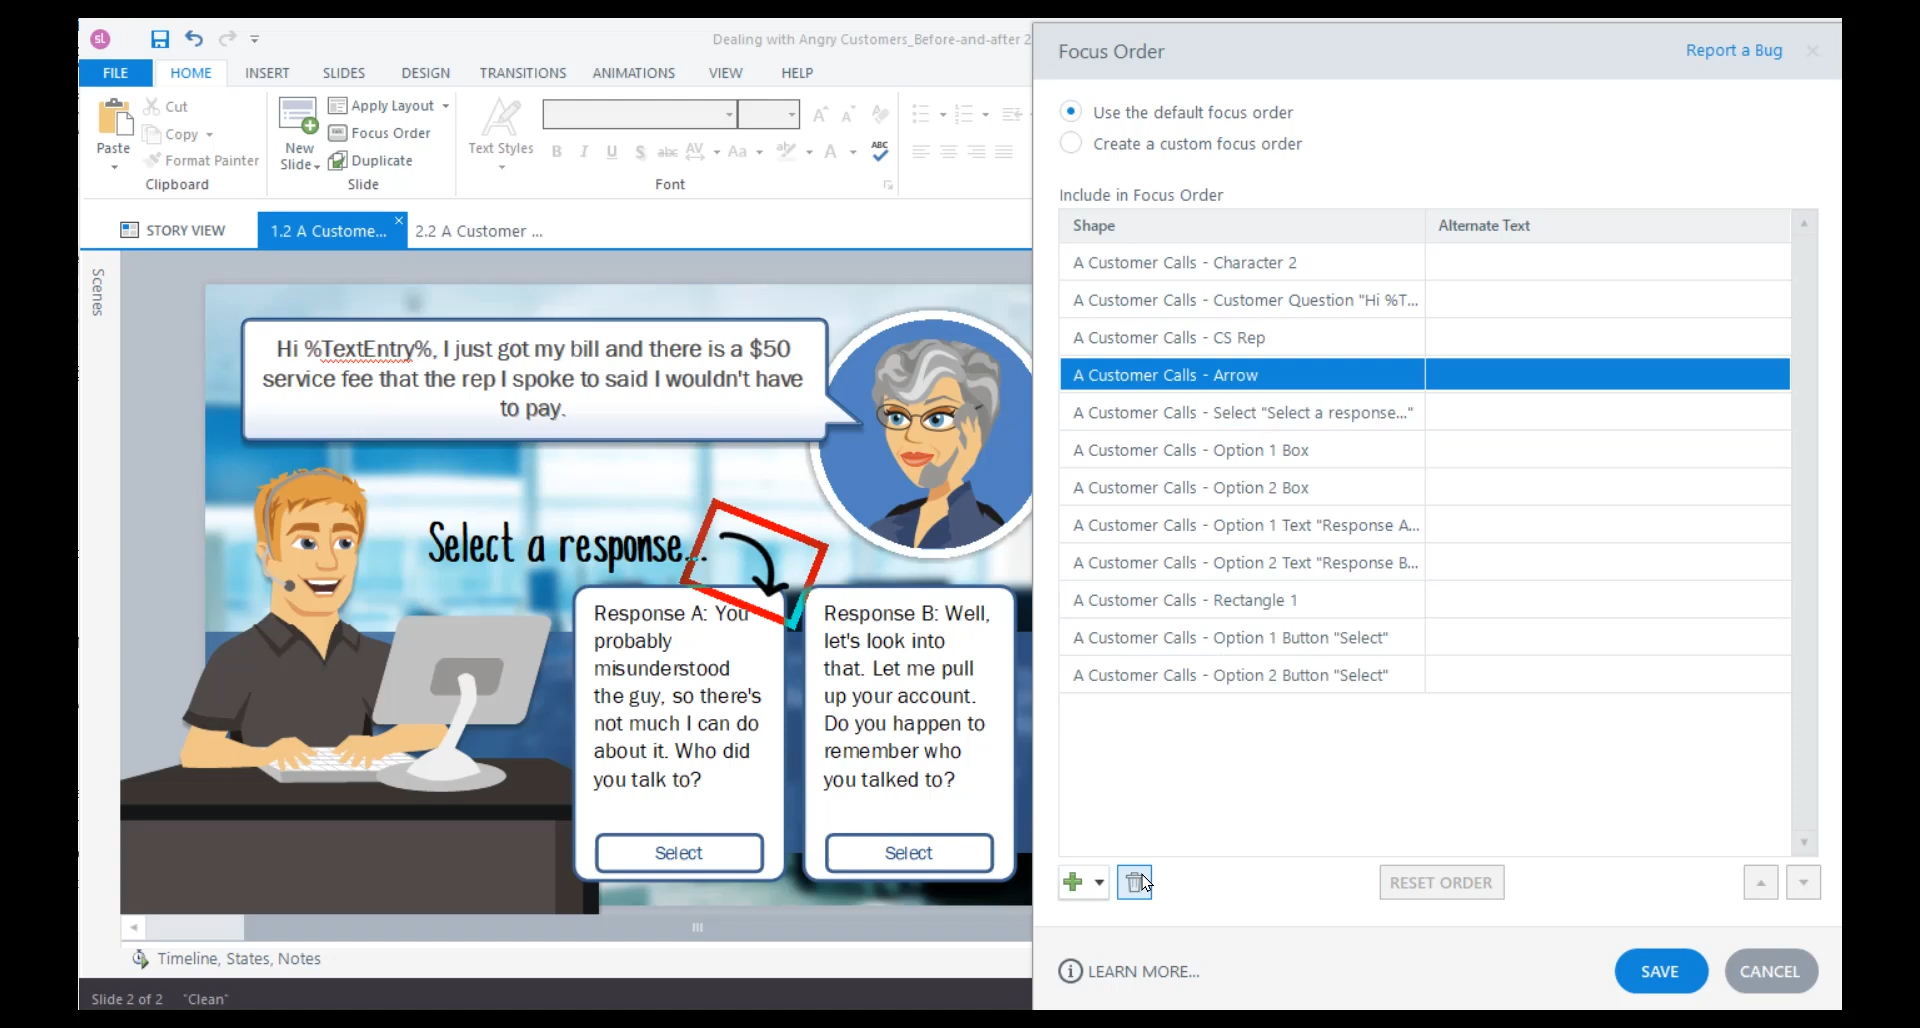 sl
Dealing with Angry Customers_Before-and-after 2
FILE
HOME
INSERT
SLIDES
DESIGN
TRANSITIONS
ANIMATIONS
VIEW
HELP
Paste
Cut
Copy
Format Painter
Clipboard
New
Slide
Apply Layout
Focus Order
Duplicate
Slide
Text Styles
B I U S abc AV Aa ab A
ABC
Font
STORY VIEW
1.2 A Custome...
2.2 A Customer ...
Scenes
Hi %TextEntry%, I just got my bill and there is a $50
service fee that the rep I spoke to said I wouldn't have
to pay.
Select a response...
Response A: You
probably
misunderstood
the guy, so there's
not much I can do
about it. Who did
you talk to?
Select
Response B: Well,
let's look into
that. Let me pull
up your account.
Do you happen to
remember who
you talked to?
Select
Timeline, States, Notes
Slide 2 of 2
"Clean"
Focus Order
Report a Bug
Use the default focus order
Create a custom focus order
Include in Focus Order
Shape
Alternate Text
A Customer Calls - Character 2
A Customer Calls - Customer Question "Hi %T...
A Customer Calls - CS Rep
A Customer Calls - Arrow
A Customer Calls - Select "Select a response..."
A Customer Calls - Option 1 Box
A Customer Calls - Option 2 Box
A Customer Calls - Option 1 Text "Response A...
A Customer Calls - Option 2 Text "Response B...
A Customer Calls - Rectangle 1
A Customer Calls - Option 1 Button "Select"
A Customer Calls - Option 2 Button "Select"
RESET ORDER
LEARN MORE...
SAVE
CANCEL